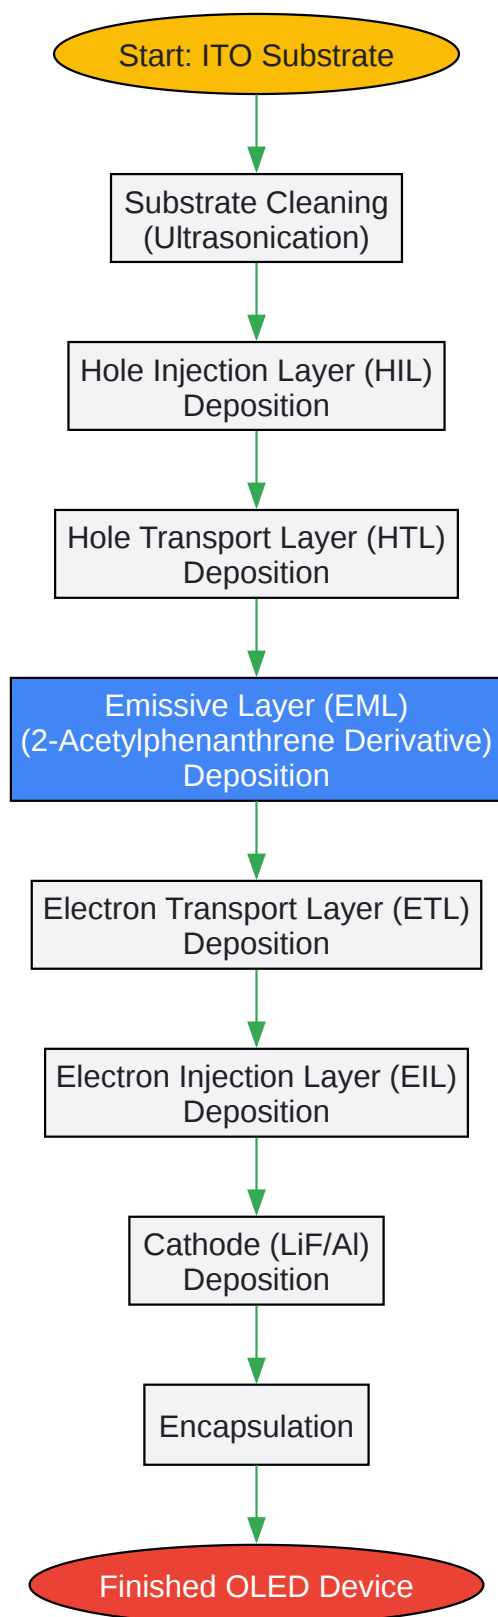 Start: ITO Substrate
Substrate Cleaning
(Ultrasonication)
Hole Injection Layer (HIL)
Deposition
Hole Transport Layer (HTL)
Deposition
Emissive Layer (EML)
(2-Acetylphenanthrene Derivative)
Deposition
Electron Transport Layer (ETL)
Deposition
Electron Injection Layer (EIL)
Deposition
Cathode (LiF/Al)
Deposition
Encapsulation
Finished OLED Device